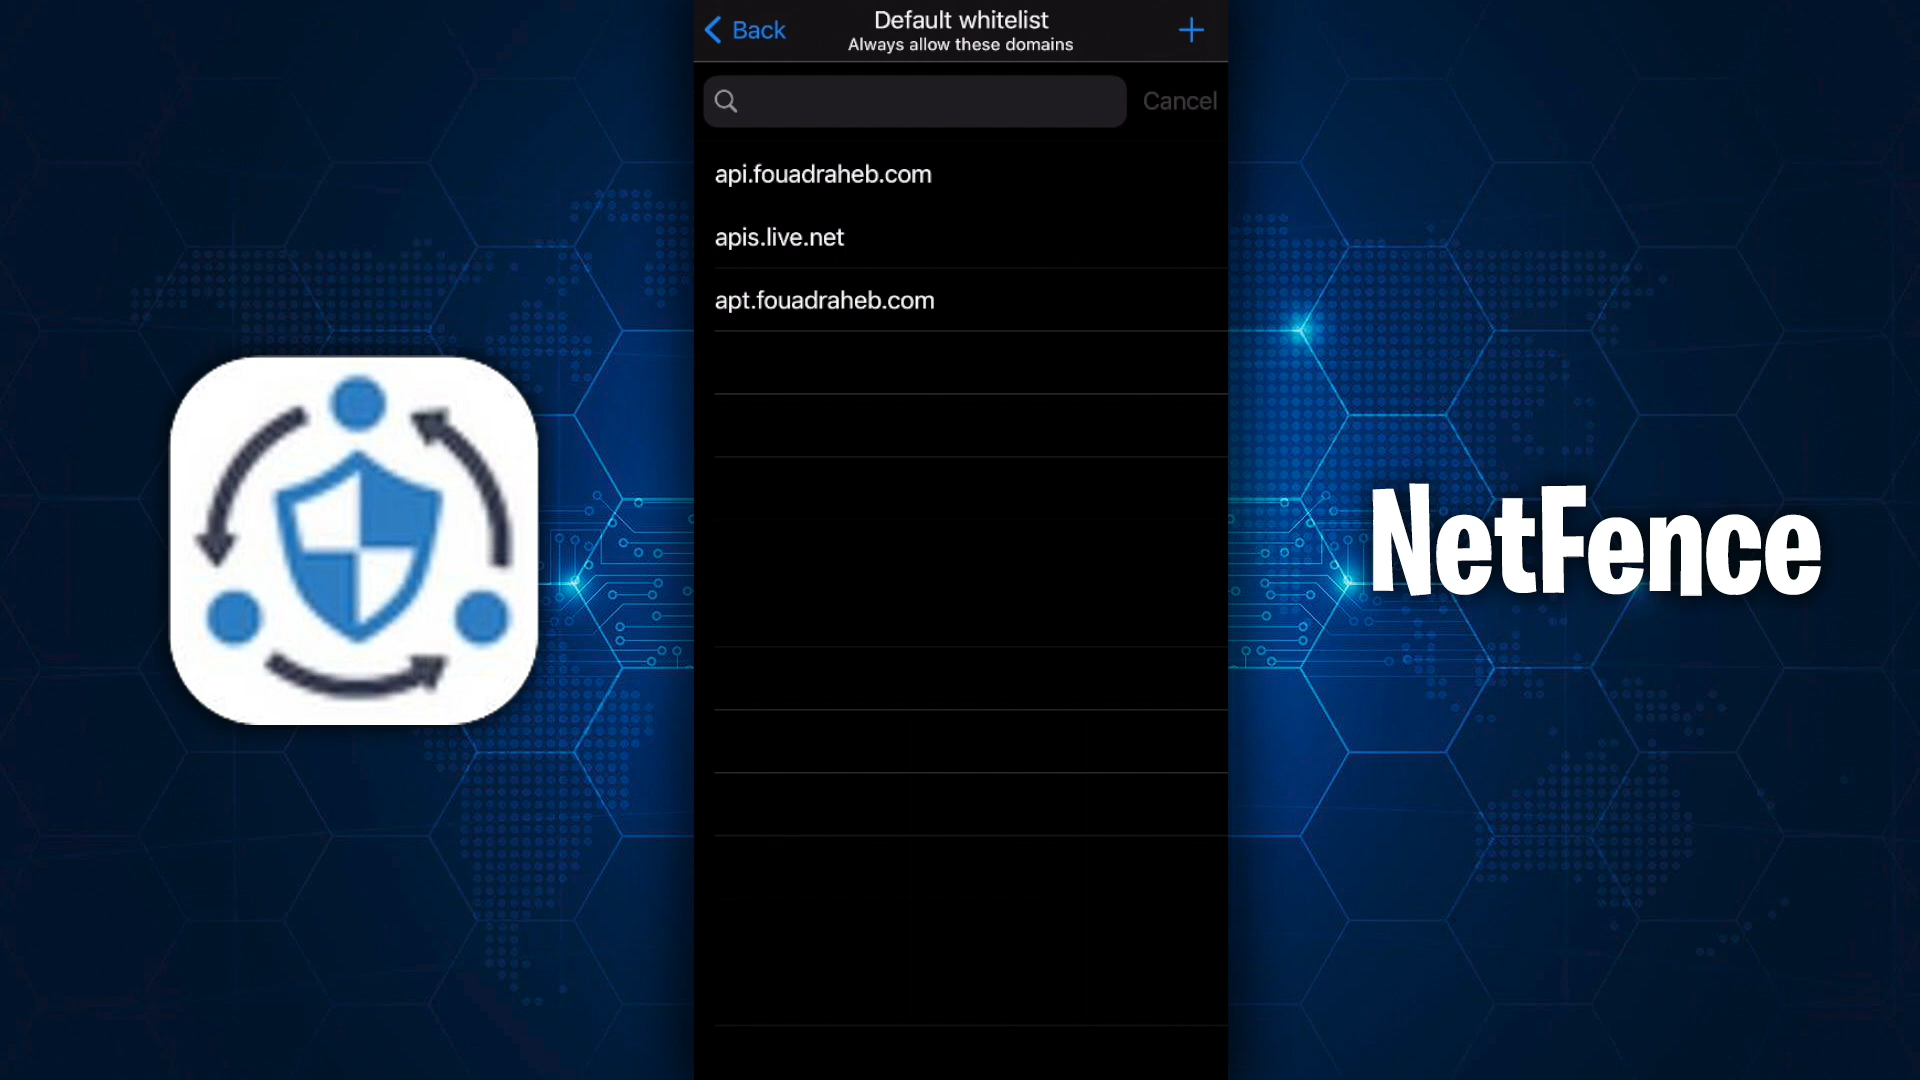 Back
Default whitelist
Always allow these domains
Cancel
api.fouadraheb.com
apis.live.net
apt.fouadraheb.com
NetFence